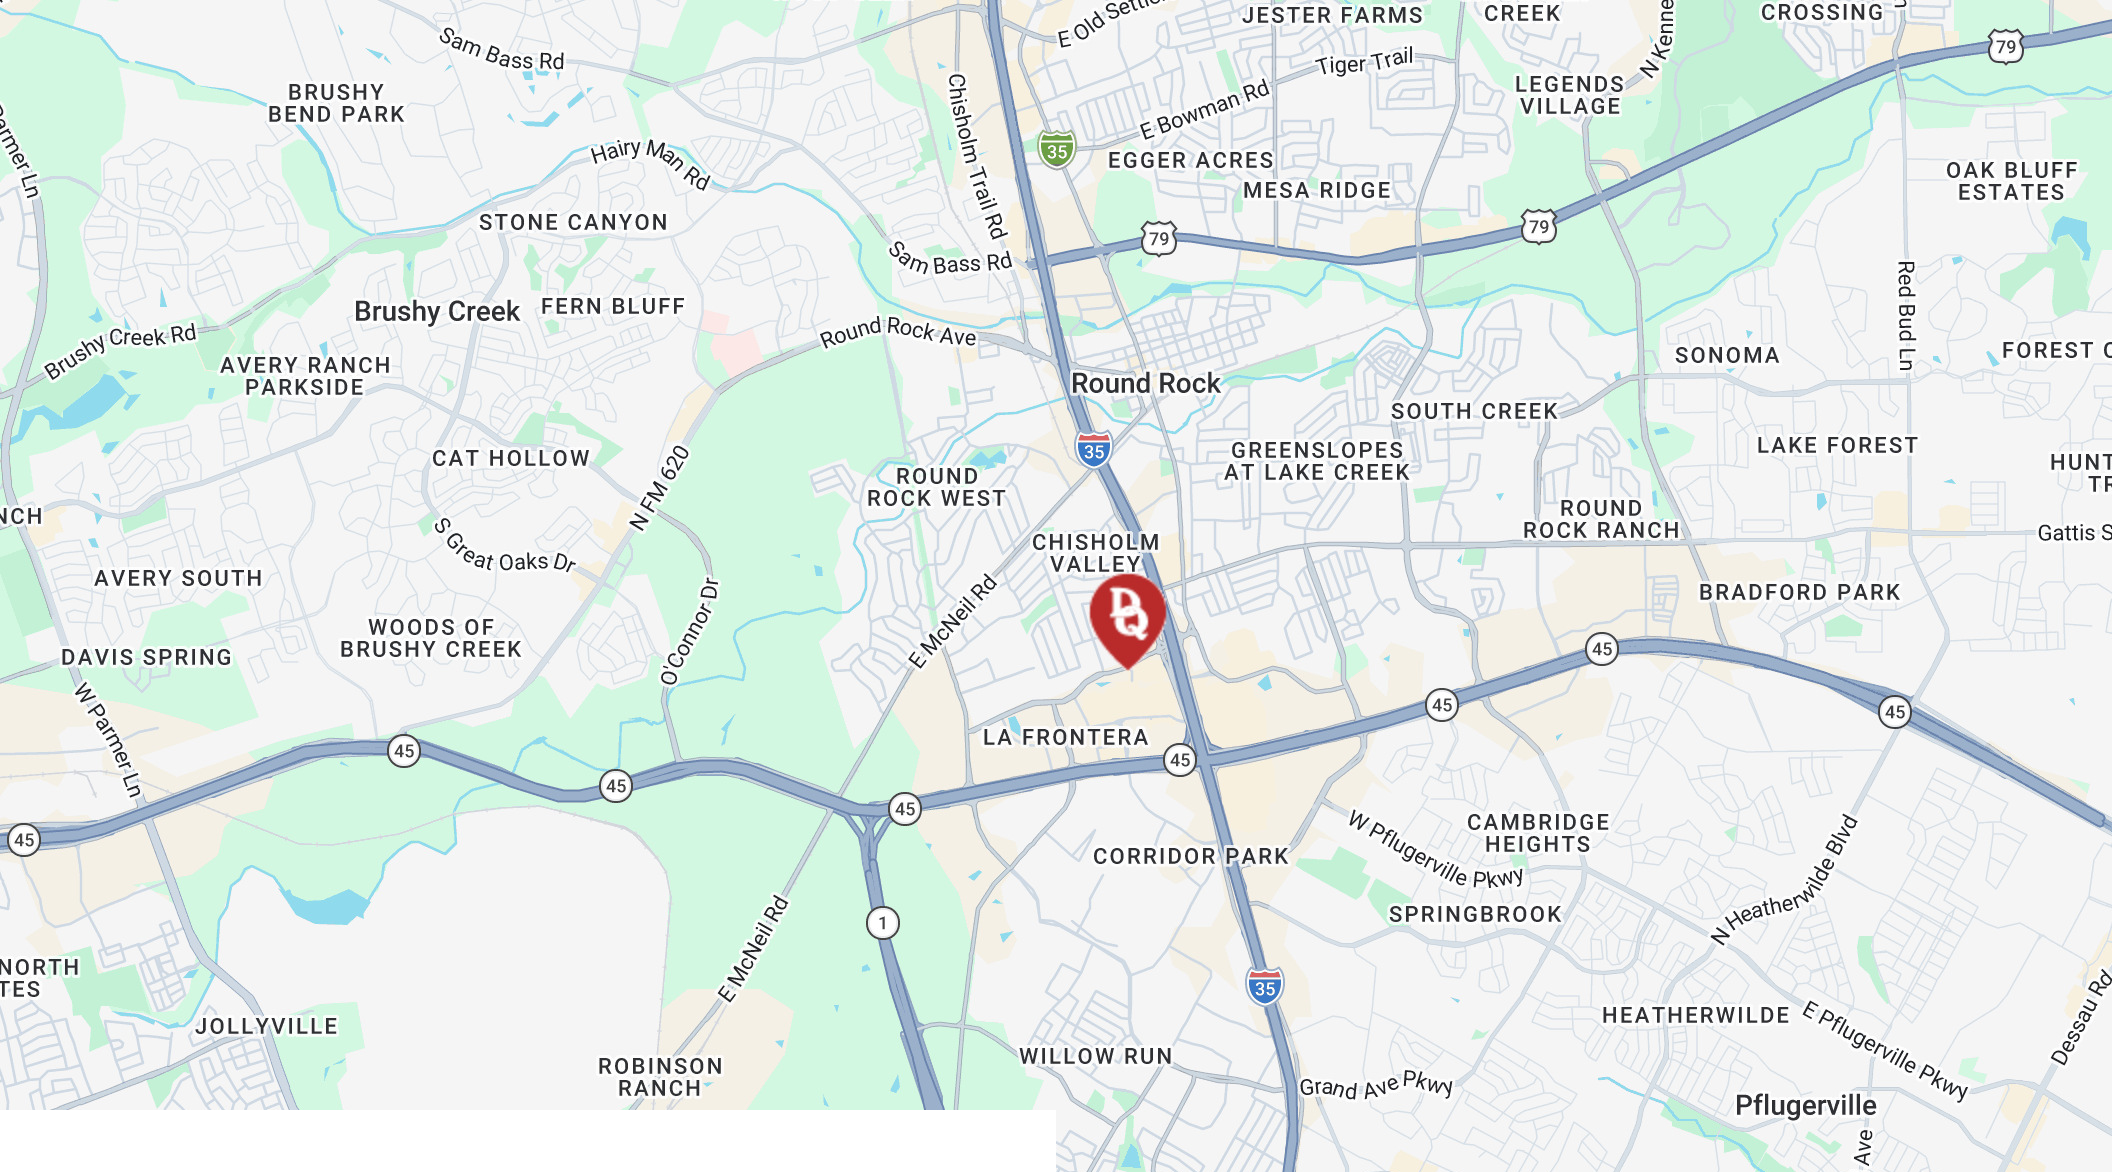 JESTER FARMS
CREEK
CROSSING
E Old Settle
Sam Bass Rd
Tiger Trail
N Kenne
79
BRUSHY
BEND PARK
Chisholm Trail Rd
E Bowman Rd
LEGENDS
VILLAGE
Parmer Ln
Hairy Man Rd
35
EGGER ACRES
MESA RIDGE
OAK BLUFF
ESTATES
STONE CANYON
79
79
Sam Bass Rd
Brushy Creek
FERN BLUFF
Red Bud Ln
Brushy Creek Rd
Round Rock Ave
AVERY RANCH
PARKSIDE
SONOMA
FOREST C
Round Rock
SOUTH CREEK
35
GREENSLOPES
AT LAKE CREEK
LAKE FOREST
CAT HOLLOW
N FM 620
ROUND
ROCK WEST
HUNT
TR
NCH
ROUND
ROCK RANCH
S Great Oaks Dr
CHISHOLM
VALLEY
Gattis S
AVERY SOUTH
O'Connor Dr
E McNeil Rd
DQ
BRADFORD PARK
WOODS OF
BRUSHY CREEK
DAVIS SPRING
45
W Parmer Ln
45
45
LA FRONTERA
45
45
45
45
45
W Pflugerville Pkwy
CAMBRIDGE
HEIGHTS
CORRIDOR PARK
N Heatherwilde Blvd
E McNeil Rd
1
SPRINGBROOK
NORTH
TES
35
Dessau Rd
JOLLYVILLE
HEATHERWILDE
E Pflugerville Pkwy
ROBINSON
RANCH
WILLOW RUN
Grand Ave Pkwy
Pflugerville
Ave